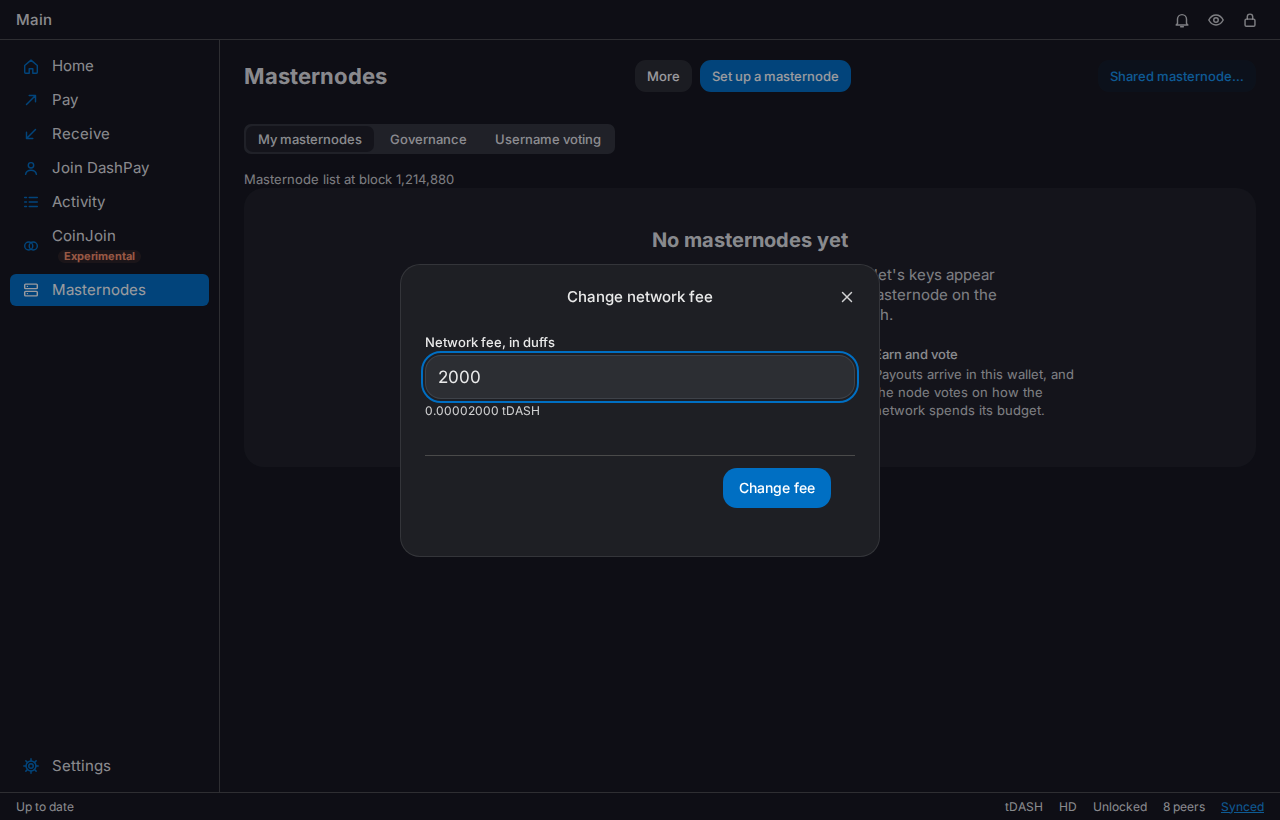 Main
Home
Pay
Receive
Join DashPay
Activity
CoinJoin
Experimental
Masternodes
Settings
Masternodes
More
Set up a masternode
Shared masternode...
My masternodes
Governance
Username voting
Masternode list at block 1,214,880
No masternodes yet
let's keys appear
asternode on the
h.
Earn and vote
Payouts arrive in this wallet, and
the node votes on how the
network spends its budget.
Change network fee
Network fee, in duffs
2000
0.00002000 tDASH
Change fee
Up to date
tDASH
HD
Unlocked
8 peers
Synced